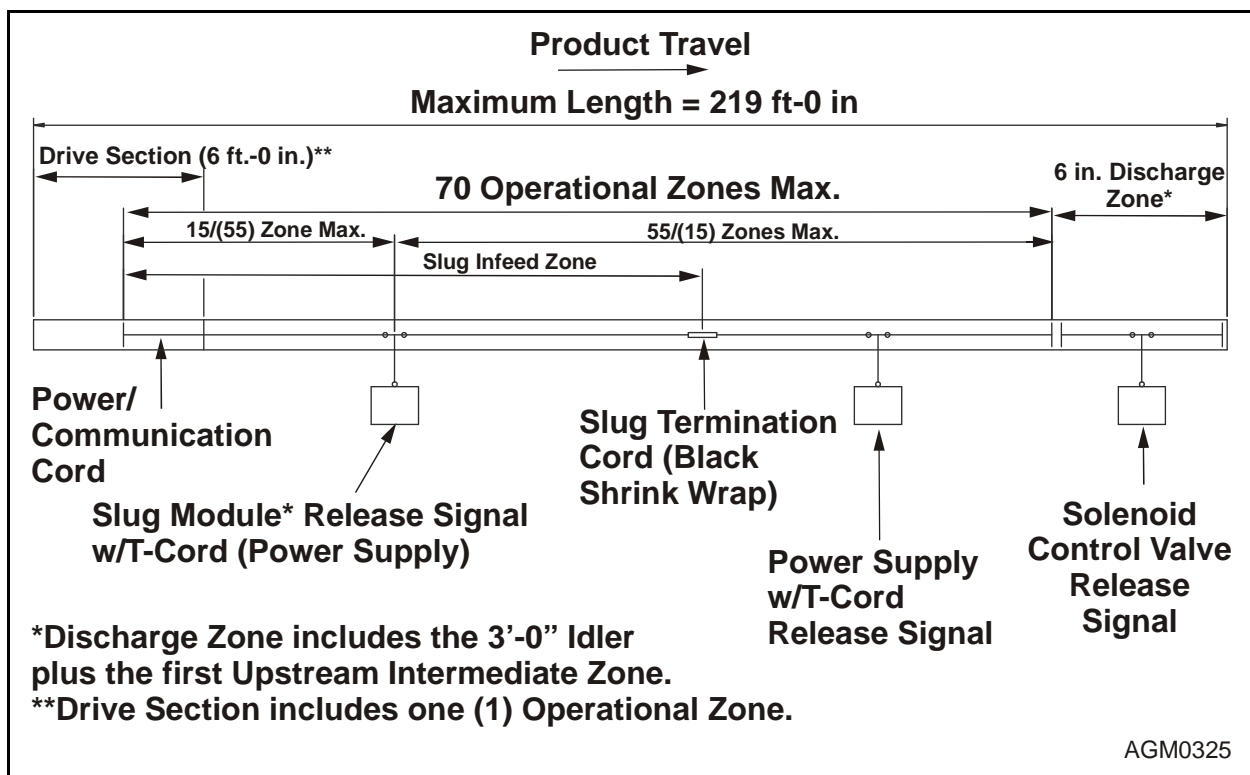 Product Travel
Maximum Length = 219 ft-0 in
Drive Section (6 ft.-0 in.)**
70 Operational Zones Max.
6 in. Discharge
Zone*
15/(55) Zone Max.
55/(15) Zones Max.
Slug Infeed Zone
Power/
Communication
Cord
Slug Module* Release Signal
w/T-Cord (Power Supply)
Slug Termination
Cord (Black
Shrink Wrap)
Power Supply
w/T-Cord
Release Signal
Solenoid
Control Valve
Release
Signal
*Discharge Zone includes the 3'-0” Idler
plus the first Upstream Intermediate Zone.
**Drive Section includes one (1) Operational Zone.
AGM0325